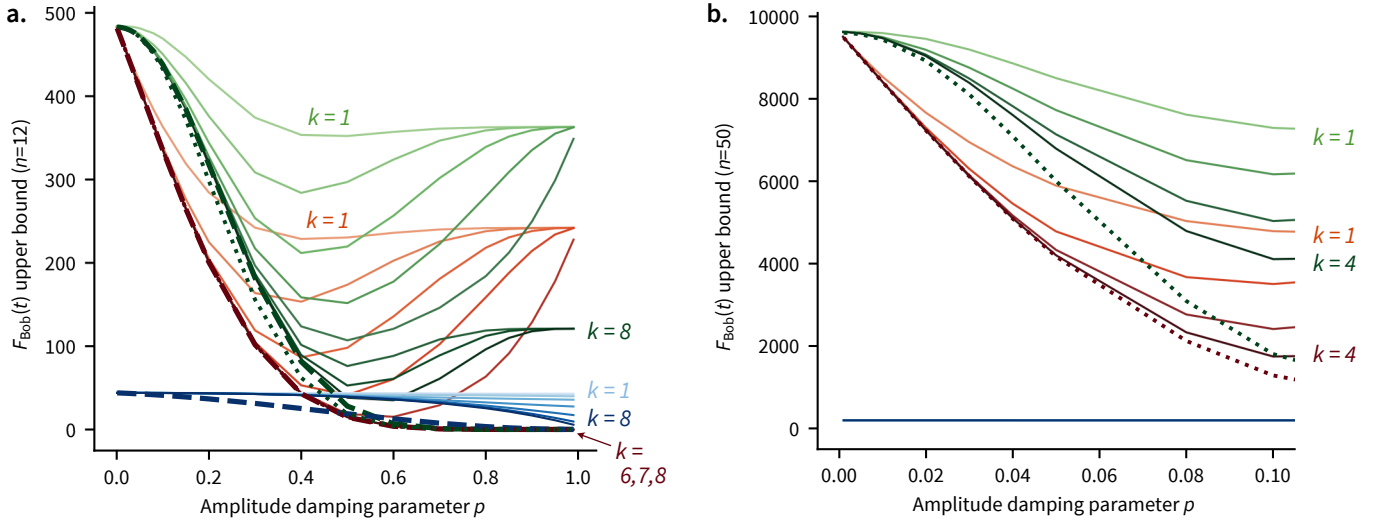 a.
500
400
300
200
100
0
F_Bob(t) upper bound (n=12)
k = 1
k = 1
k = 8
k = 1
k = 8
k =
6,7,8
0.0
0.2
0.4
0.6
0.8
1.0
Amplitude damping parameter p
b.
10000
8000
6000
4000
2000
0
F_Bob(t) upper bound (n=50)
k = 1
k = 1
k = 4
k = 4
0.00
0.02
0.04
0.06
0.08
0.10
Amplitude damping parameter p